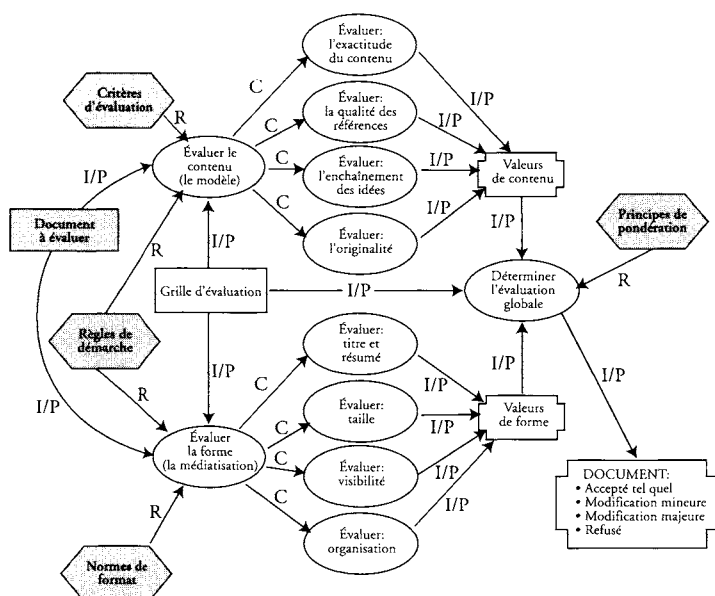 Évaluer:
l'exactitude
du contenu
I/P
C
Critères
d'évaluation
R
Évaluer:
la qualité des
références
I/P
C
I/P
Évaluer le
contenu
(le modèle)
C
Évaluer:
l'enchaînement
des idées
I/P
Valeurs
de contenu
I/P
C
I/P
Document
à évaluer
Évaluer:
l'originalité
I/P
Principes de
pondération
R
I/P
R
Grille d'évaluation
I/P
Déterminer
l'évaluation
globale
Règles de
démarche
I/P
Évaluer:
titre et
résumé
I/P
I/P
R
C
I/P
I/P
Évaluer:
taille
I/P
Valeurs
de forme
C
Évaluer
la forme
(la médiatisation)
C
Évaluer:
visibilité
I/P
C
I/P
R
Évaluer:
organisation
DOCUMENT:
• Accepté tel quel
• Modification mineure
• Modification majeure
• Refusé
Normes de
format